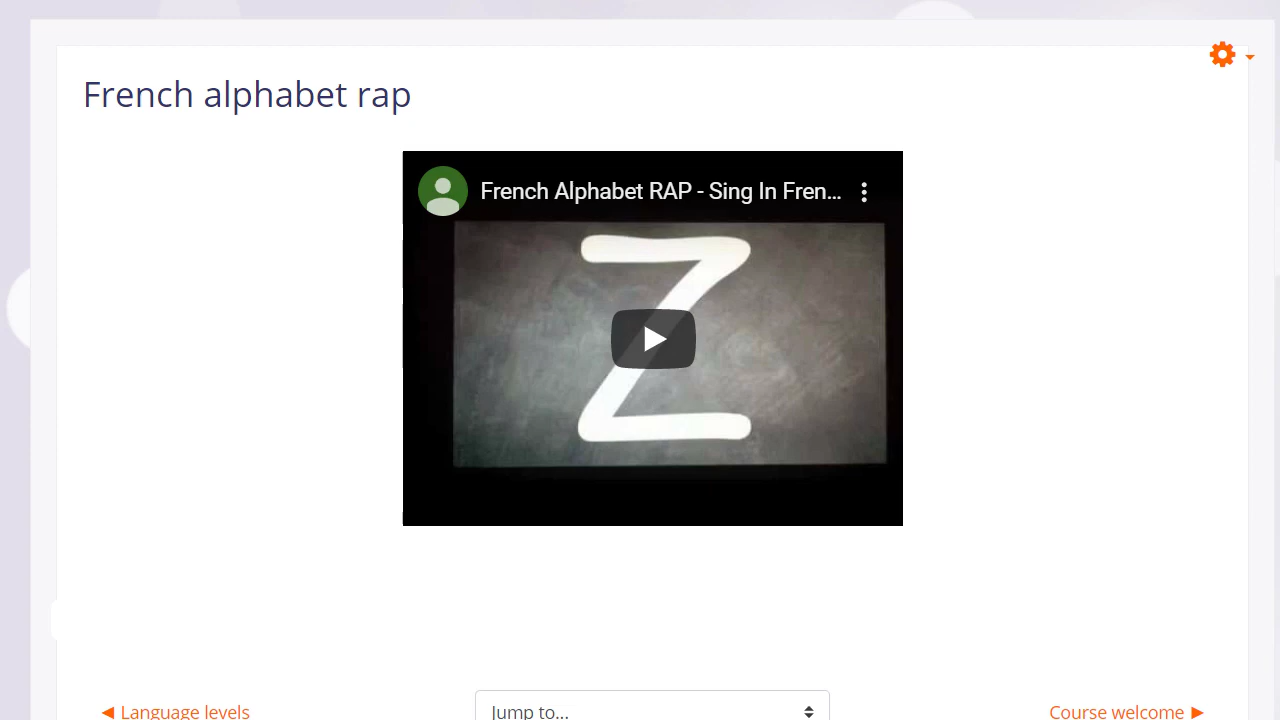 French alphabet rap
French Alphabet RAP - Sing In Fren...
Z
◀ Language levels
Jump to...
Course welcome ▶